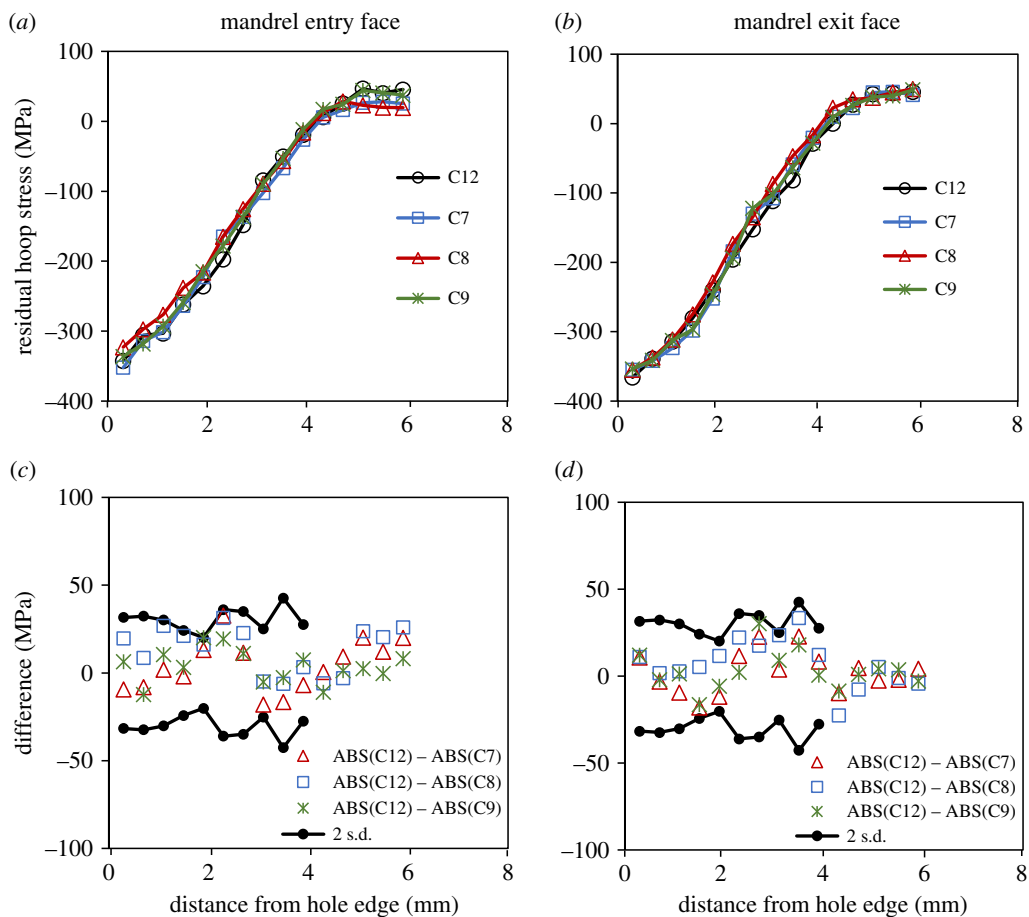 (a) mandrel entry face
100
0
−100
−200
−300
−400
residual hoop stress (MPa)
C12
C7
C8
C9
0 2 4 6 8
(b) mandrel exit face
100
0
−100
−200
−300
−400
C12
C7
C8
C9
0 2 4 6 8
(c)
100
50
0
−50
−100
difference (MPa)
ABS(C12) – ABS(C7)
ABS(C12) – ABS(C8)
ABS(C12) – ABS(C9)
2 s.d.
0 2 4 6 8
distance from hole edge (mm)
(d)
100
50
0
−50
−100
ABS(C12) – ABS(C7)
ABS(C12) – ABS(C8)
ABS(C12) – ABS(C9)
2 s.d.
0 2 4 6 8
distance from hole edge (mm)